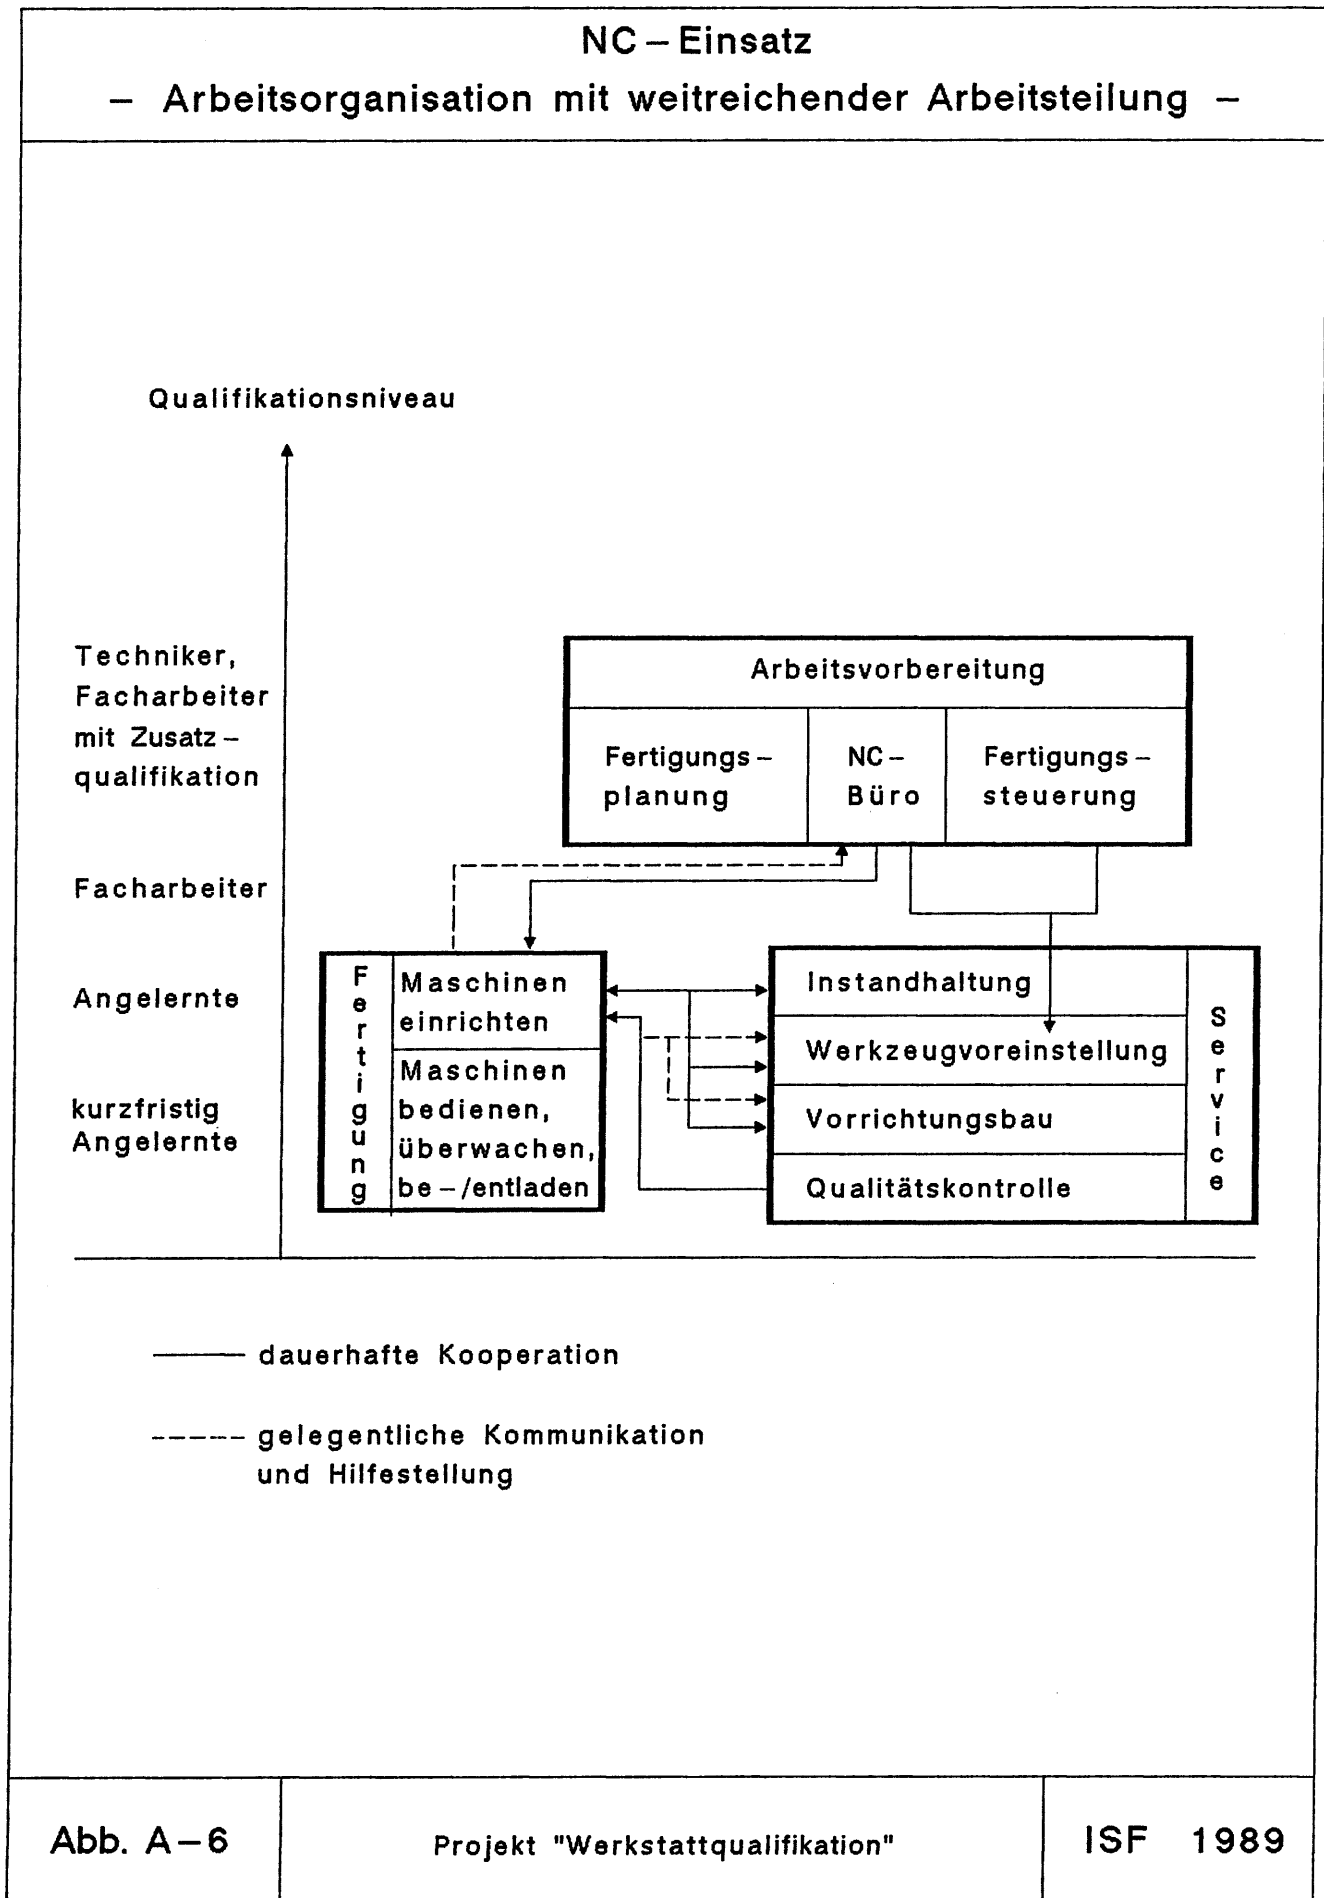 NC – Einsatz
– Arbeitsorganisation mit weitreichender Arbeitsteilung –
Qualifikationsniveau
Techniker,
Facharbeiter
mit Zusatz –
qualifikation
Facharbeiter
Angelernte
kurzfristig
Angelernte
Arbeitsvorbereitung
Fertigungs –
planung
NC –
Büro
Fertigungs –
steuerung
Fertigung
Maschinen
einrichten
Maschinen
bedienen,
überwachen,
be – /entladen
Instandhaltung
Werkzeugvoreinstellung
Vorrichtungsbau
Qualitätskontrolle
Service
dauerhafte Kooperation
gelegentliche Kommunikation
und Hilfestellung
Abb. A – 6
Projekt "Werkstattqualifikation"
ISF 1989